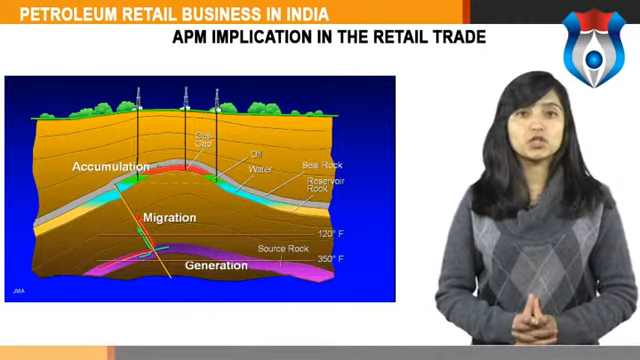 PETROLEUM RETAIL BUSINESS IN INDIA
APM IMPLICATION IN THE RETAIL TRADE
Gas
Cap
Oil
Accumulation
Water
Seal Rock
Reservoir
Rock
Migration
120° F
Source Rock
350° F
Generation
JMA